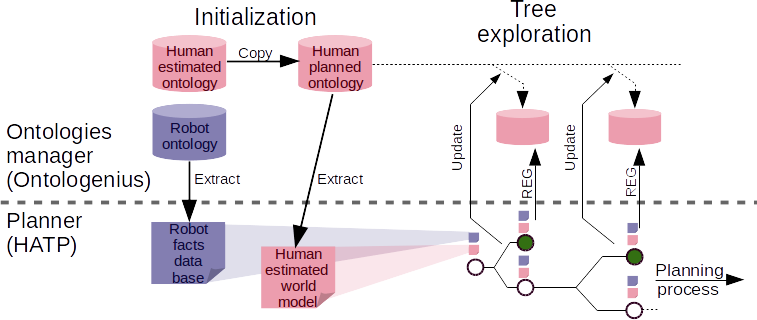 Initialization
Tree
exploration
Human
estimated
ontology
Copy
Human
planned
ontology
Robot
ontology
Ontologies
manager
(Ontologenius)
Extract
Extract
Update
REG
Update
REG
Planner
(HATP)
Robot
facts
data
base
Human
estimated
world
model
Planning
process